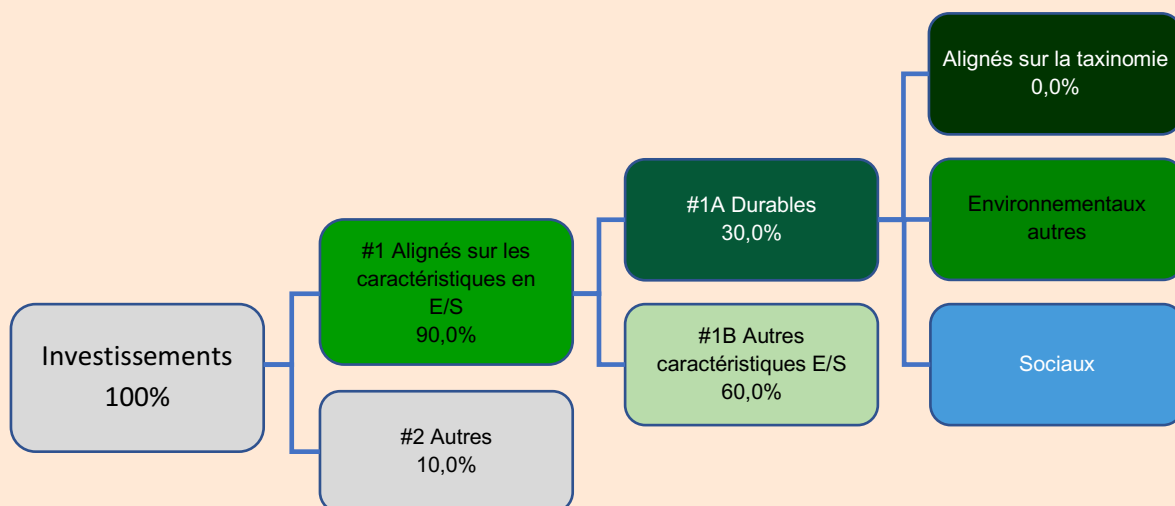 Investissements
100%
#1 Alignés sur les
caractéristiques en
E/S
90,0%
#2 Autres
10,0%
#1A Durables
30,0%
#1B Autres
caractéristiques E/S
60,0%
Alignés sur la taxinomie
0,0%
Environnementaux
autres
Sociaux